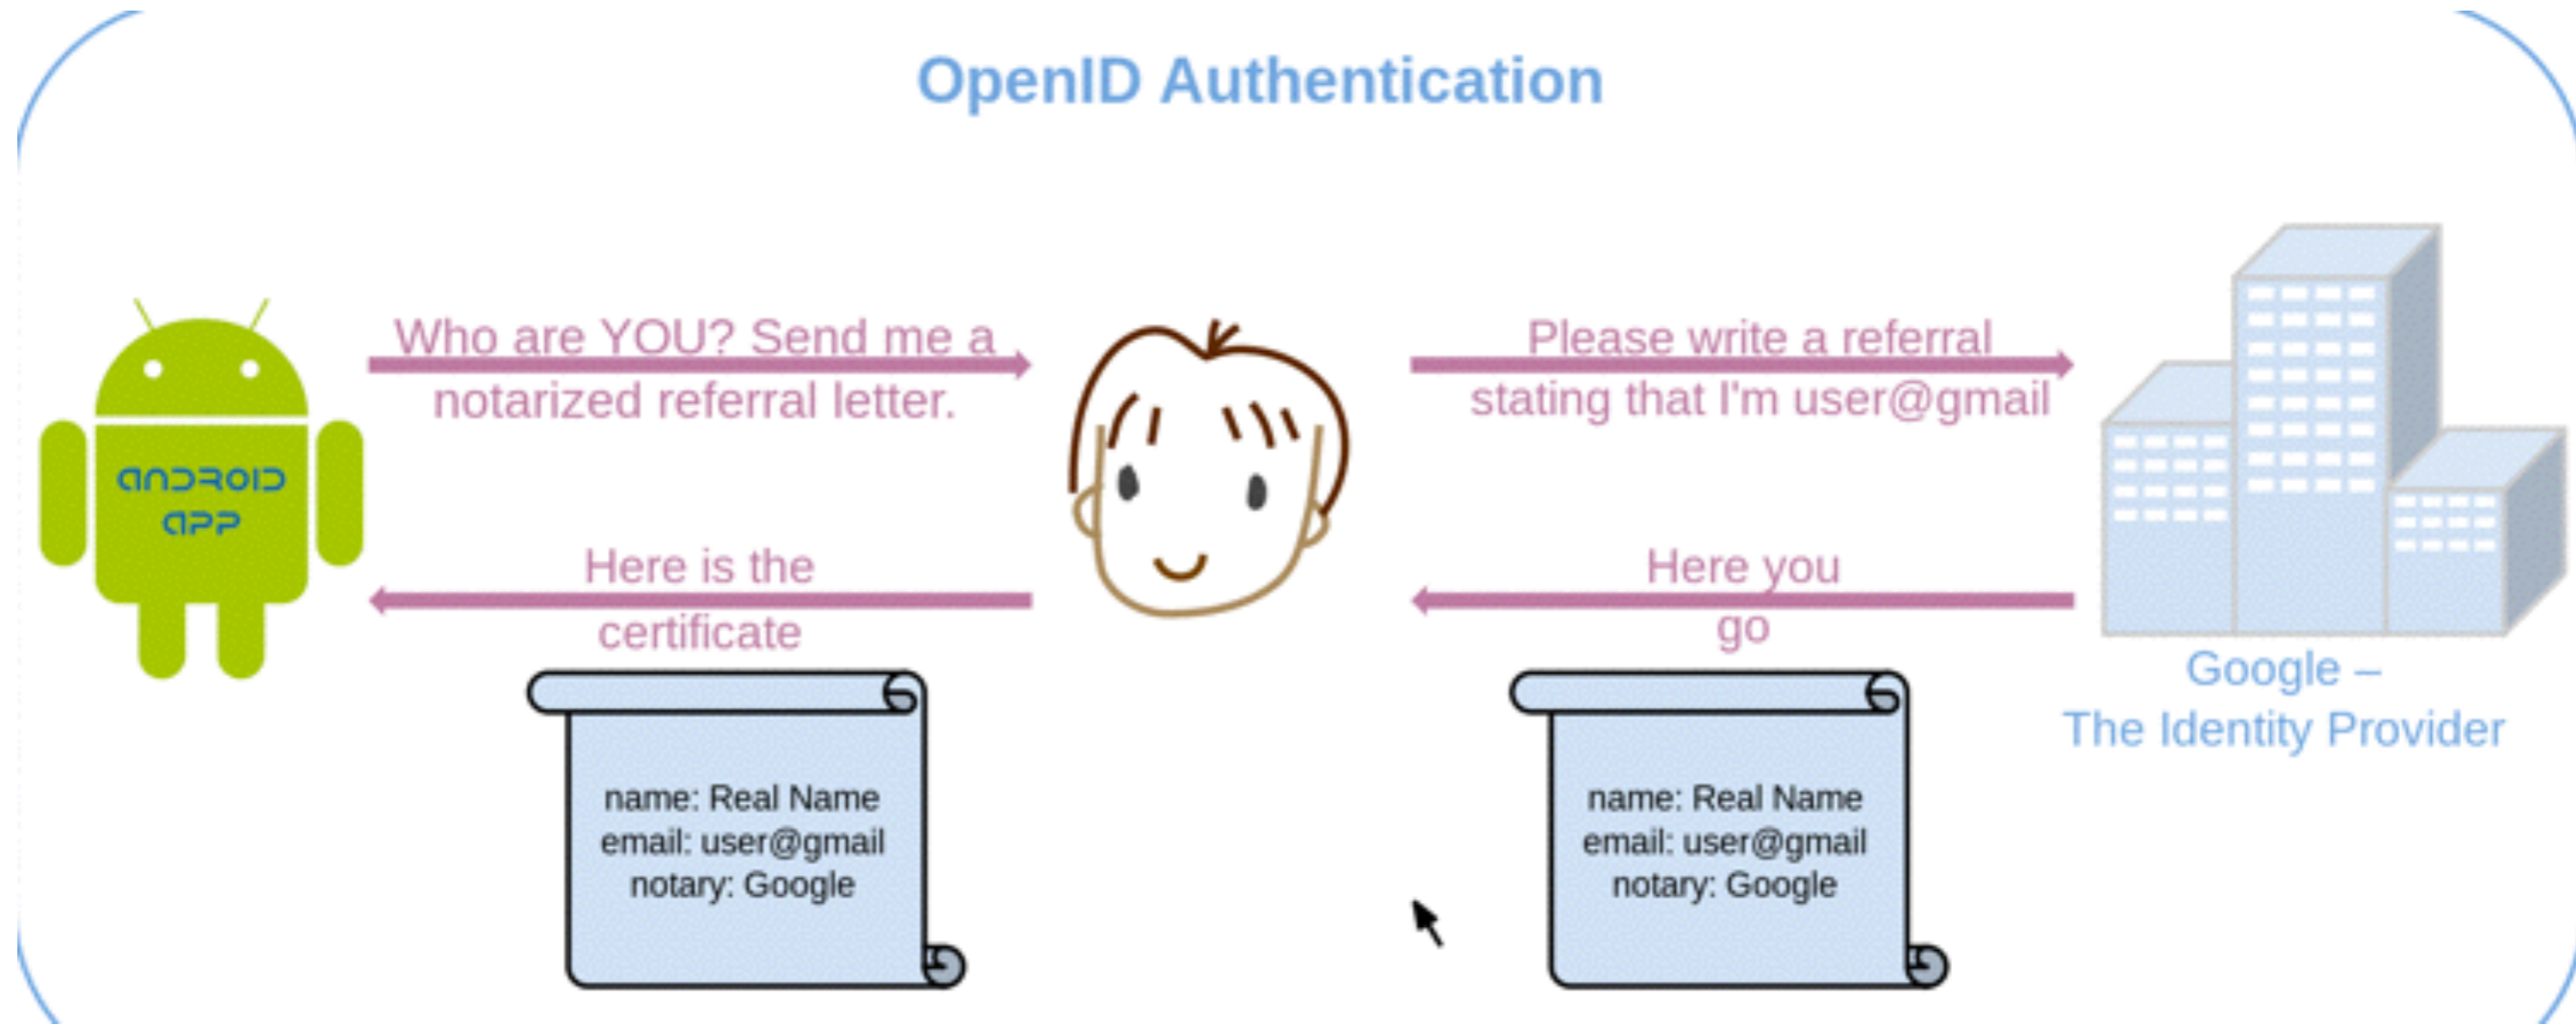 OpenID Authentication
Who are YOU? Send me a
notarized referral letter.
Please write a referral
stating that I'm user@gmail
ANDROID
APP
Here is the
certificate
Here you
go
Google –
The Identity Provider
name: Real Name
email: user@gmail
notary: Google
name: Real Name
email: user@gmail
notary: Google